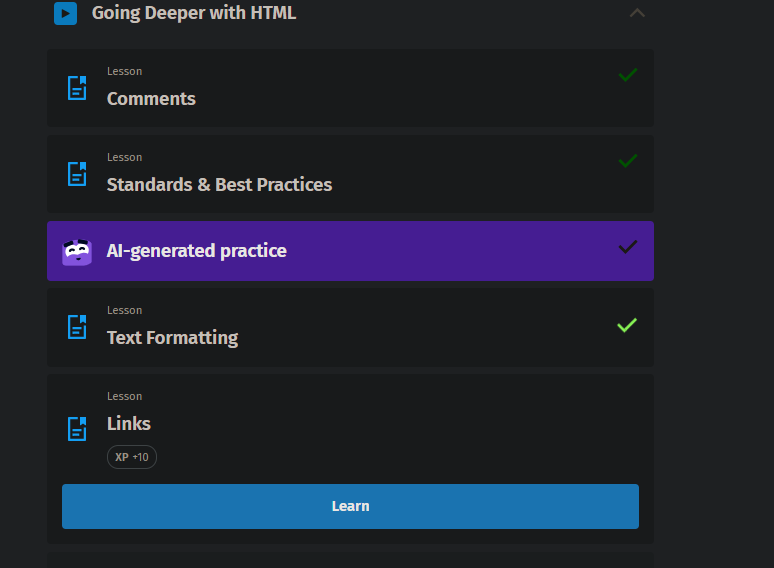 Going Deeper with HTML
Lesson
Comments
Lesson
Standards & Best Practices
AI-generated practice
Lesson
Text Formatting
Lesson
Links
XP +10
Learn